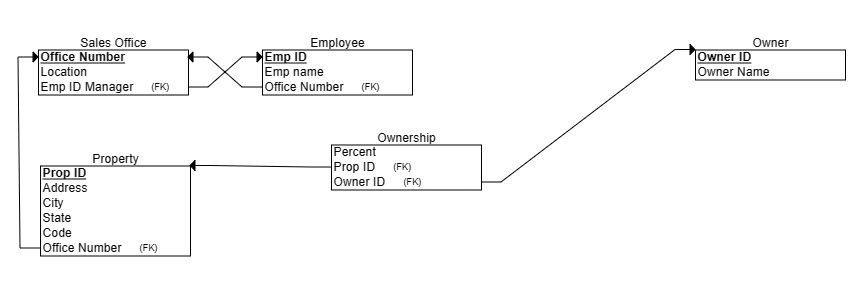 Sales Office
Office Number
Location
Emp ID Manager (FK)
Employee
Emp ID
Emp name
Office Number (FK)
Owner
Owner ID
Owner Name
Ownership
Percent
Prop ID (FK)
Owner ID (FK)
Property
Prop ID
Address
City
State
Code
Office Number (FK)